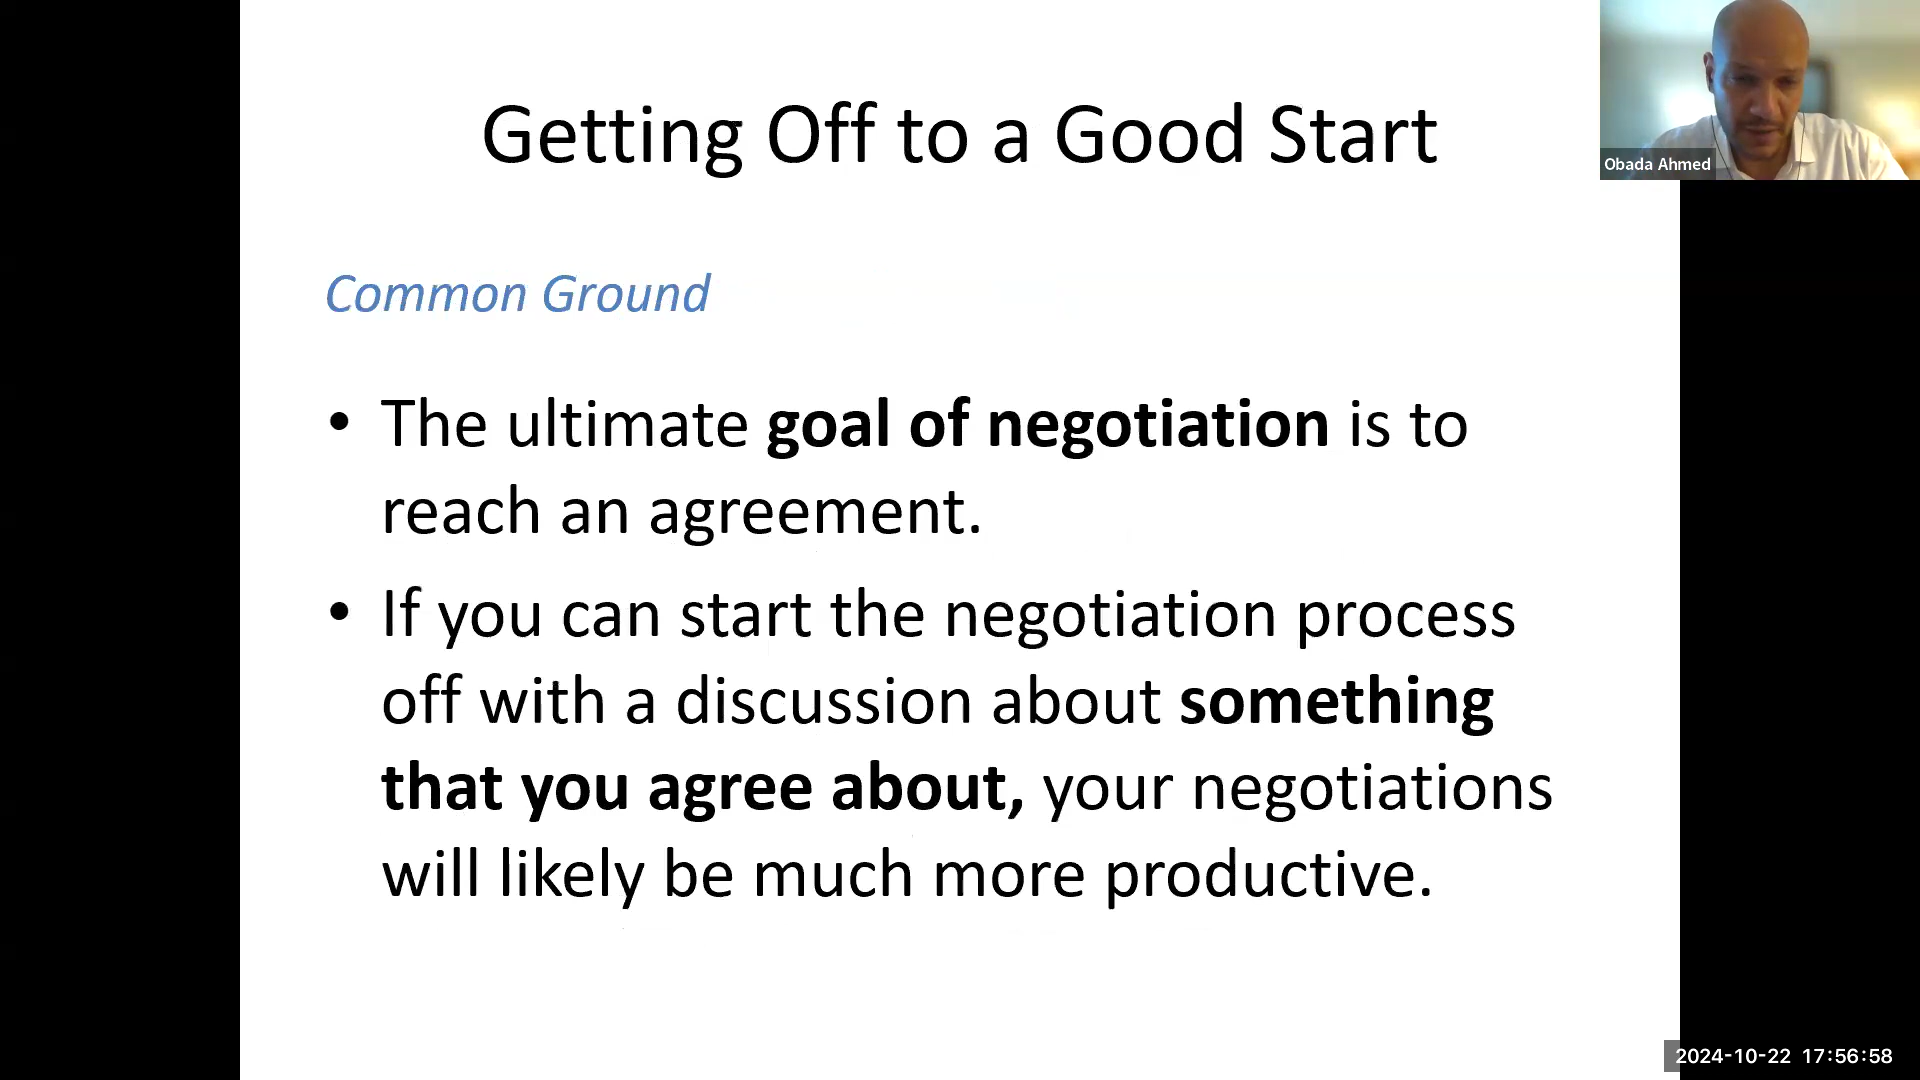 Getting Off to a Good Start
Obada Ahmed
Common Ground
• The ultimate goal of negotiation is to
reach an agreement.
• If you can start the negotiation process
off with a discussion about something
that you agree about, your negotiations
will likely be much more productive.
2024-10-22 17:56:58